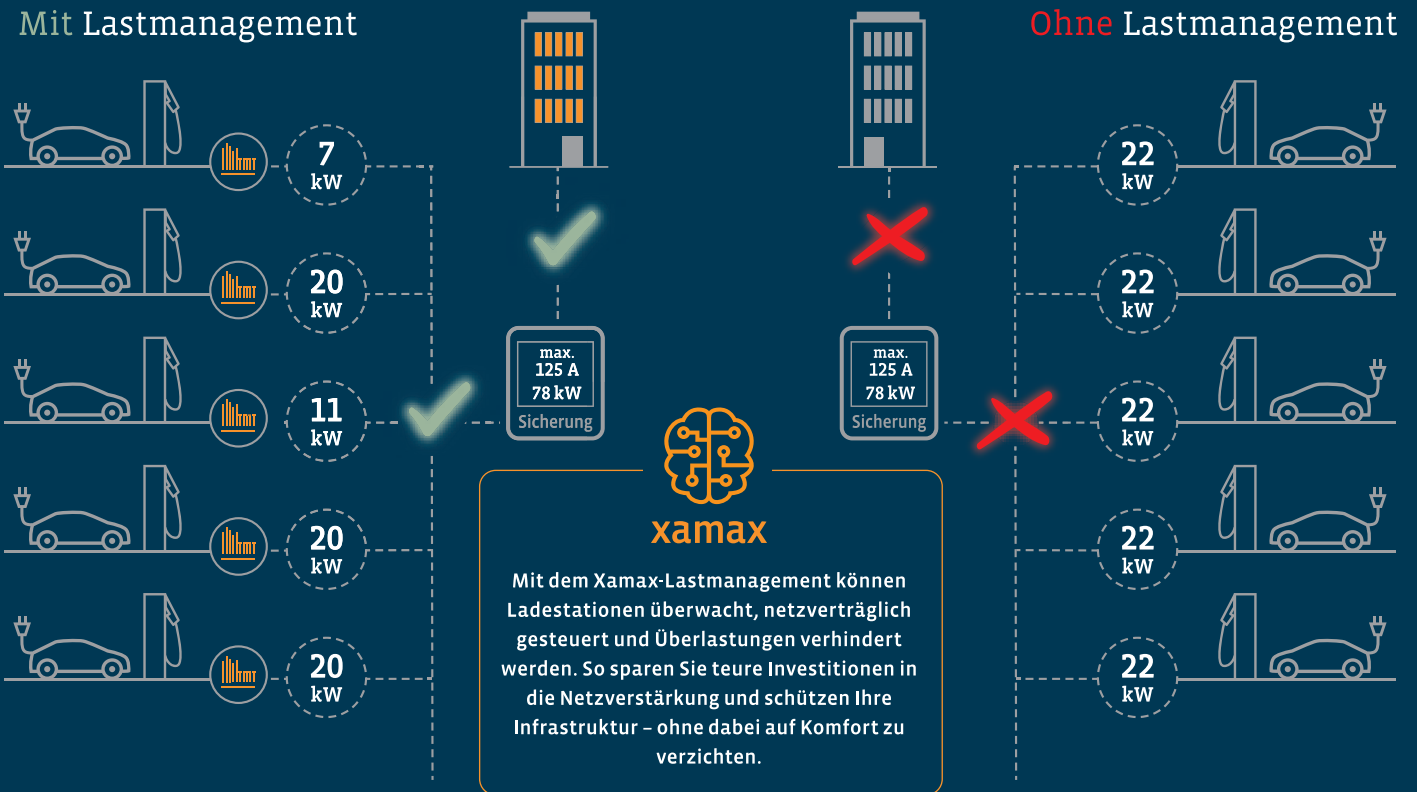 Mit Lastmanagement
7
kW
20
kW
11
kW
20
kW
20
kW
max.
125 A
78 kW
Sicherung
Ohne Lastmanagement
22
kW
22
kW
22
kW
22
kW
22
kW
max.
125 A
78 kW
Sicherung
xamax
Mit dem Xamax-Lastmanagement können
Ladestationen überwacht, netzverträglich
gesteuert und Überlastungen verhindert
werden. So sparen Sie teure Investitionen in
die Netzverstärkung und schützen Ihre
Infrastruktur – ohne dabei auf Komfort zu
verzichten.